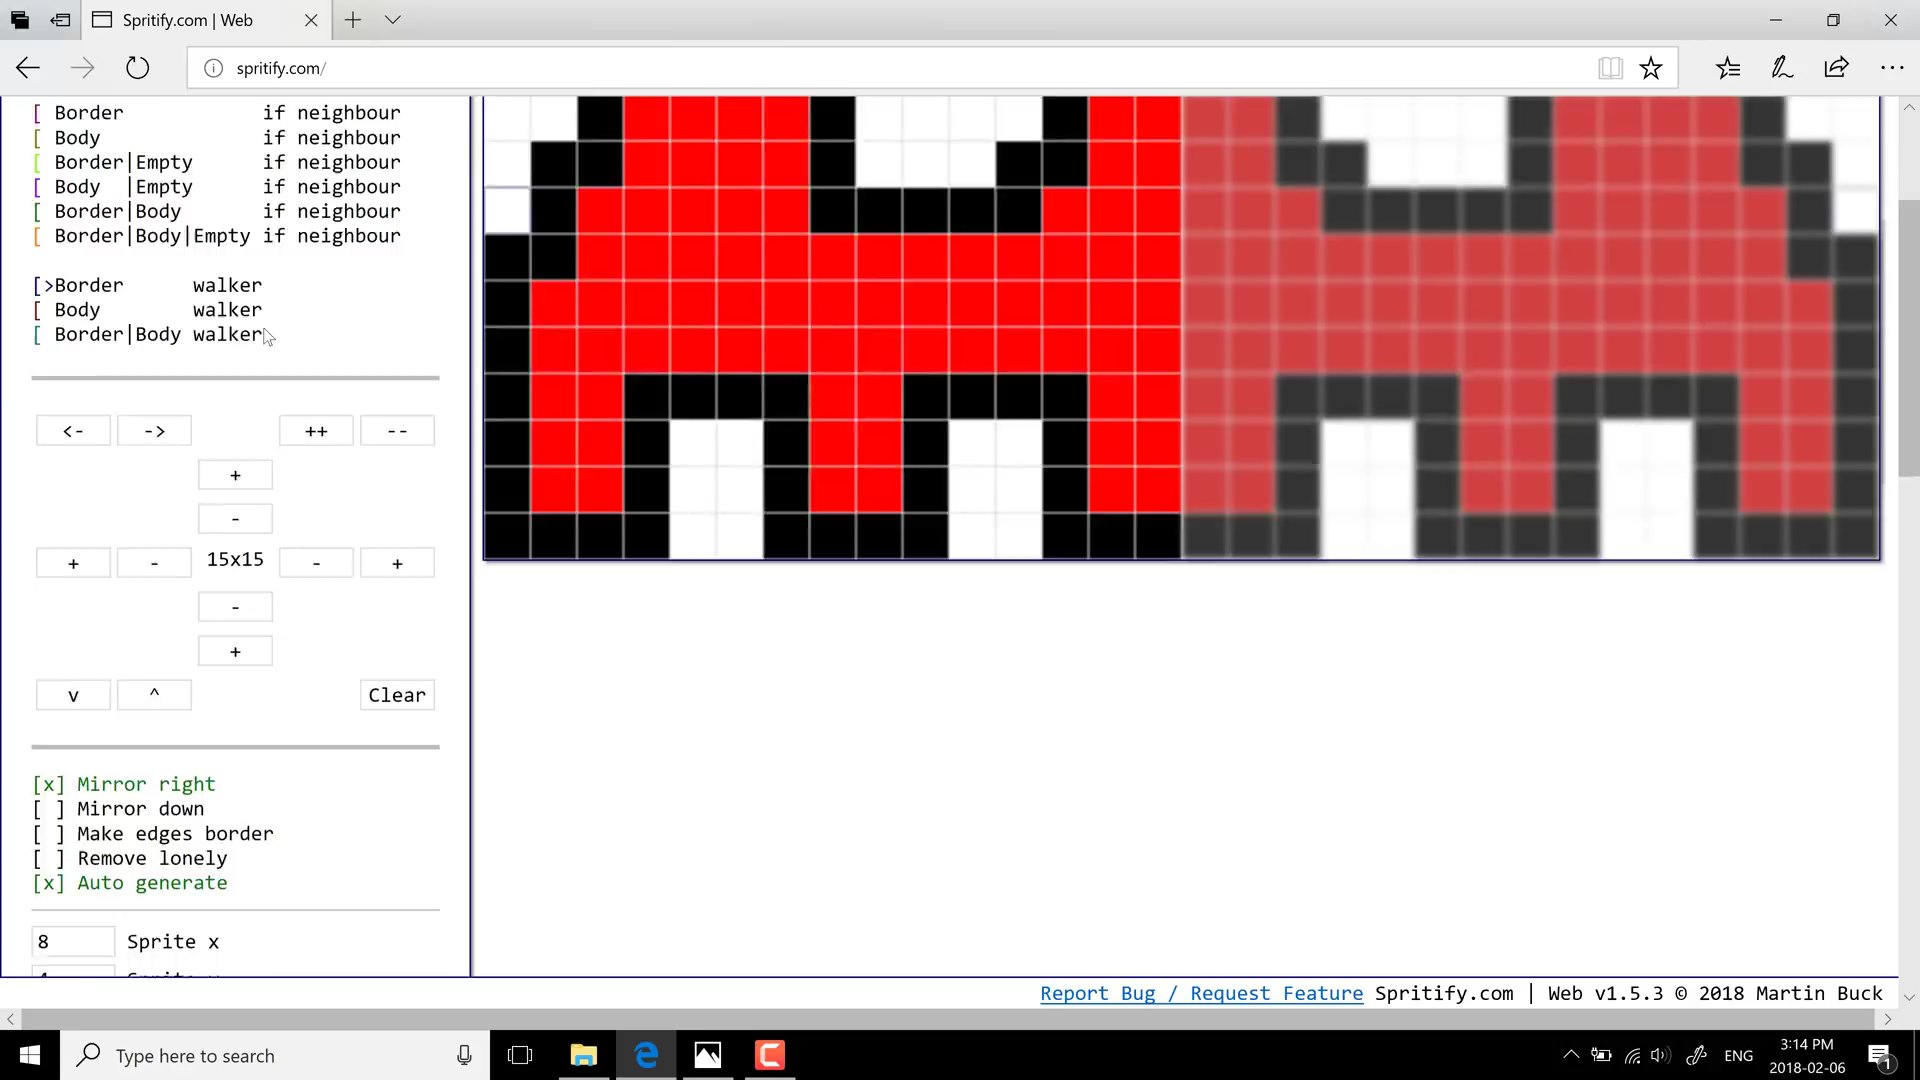 Spritify.com | Web
spritify.com/
[ Border if neighbour
[ Body if neighbour
[ Border|Empty if neighbour
[ Body |Empty if neighbour
[ Border|Body if neighbour
[ Border|Body|Empty if neighbour
[>Border walker
[ Body walker
[ Border|Body walker
<- -> ++ --
+
-
+ - 15x15 - +
-
+
v ^ Clear
[x] Mirror right
[ ] Mirror down
[ ] Make edges border
[ ] Remove lonely
[x] Auto generate
8 Sprite x
Report Bug / Request Feature Spritify.com | Web v1.5.3 © 2018 Martin Buck
Type here to search
ENG
3:14 PM
2018-02-06
1